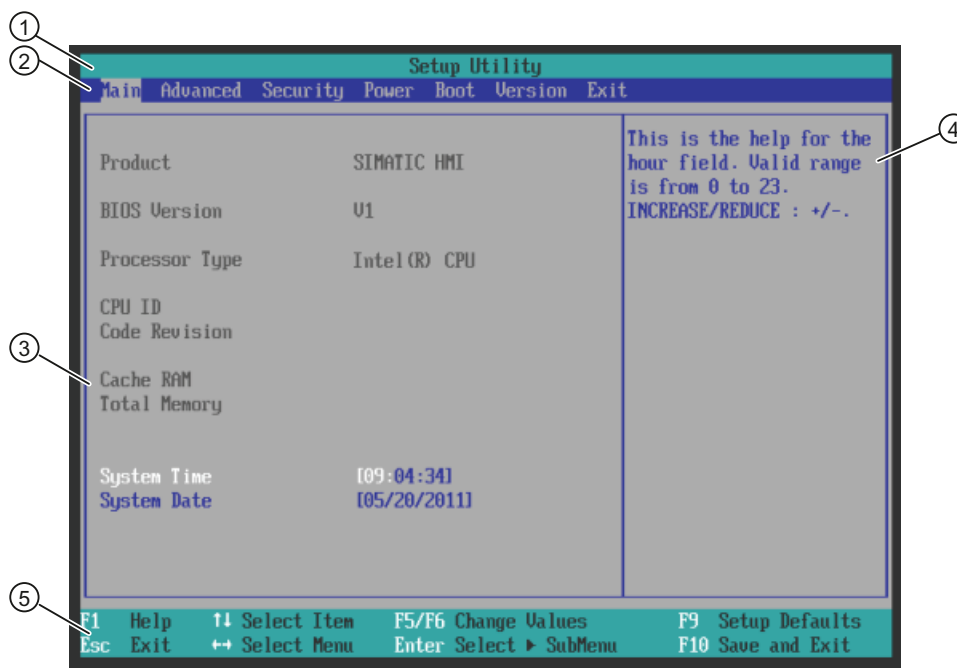 ① Setup Utility
② Main Advanced Security Power Boot Version Exit
Product SIMATIC HMI
BIOS Version V1
Processor Type Intel(R) CPU
CPU ID
Code Revision
③
Cache RAM
Total Memory
System Time [09:04:34]
System Date [05/20/2011]
④
This is the help for the
hour field. Valid range
is from 0 to 23.
INCREASE/REDUCE : +/-.
⑤
F1 Help ↑↓ Select Item F5/F6 Change Values F9 Setup Defaults
Esc Exit ←→ Select Menu Enter Select ▶ SubMenu F10 Save and Exit